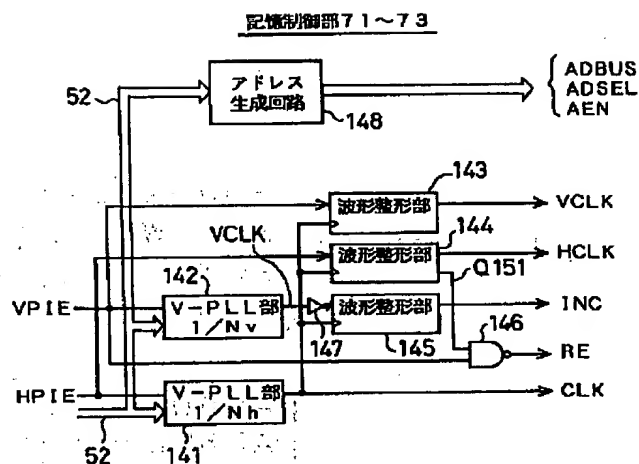 記憶制御部71~73
52
アドレス
生成回路
148
ADBUS
ADSEL
AEN
143
波形整形部
VCLK
VCLK
144
波形整形部
HCLK
Q151
142
VPIE
V-PLL部
1/Nv
147
波形整形部
145
INC
146
RE
HPIE
V-PLL部
1/Nh
CLK
52
141